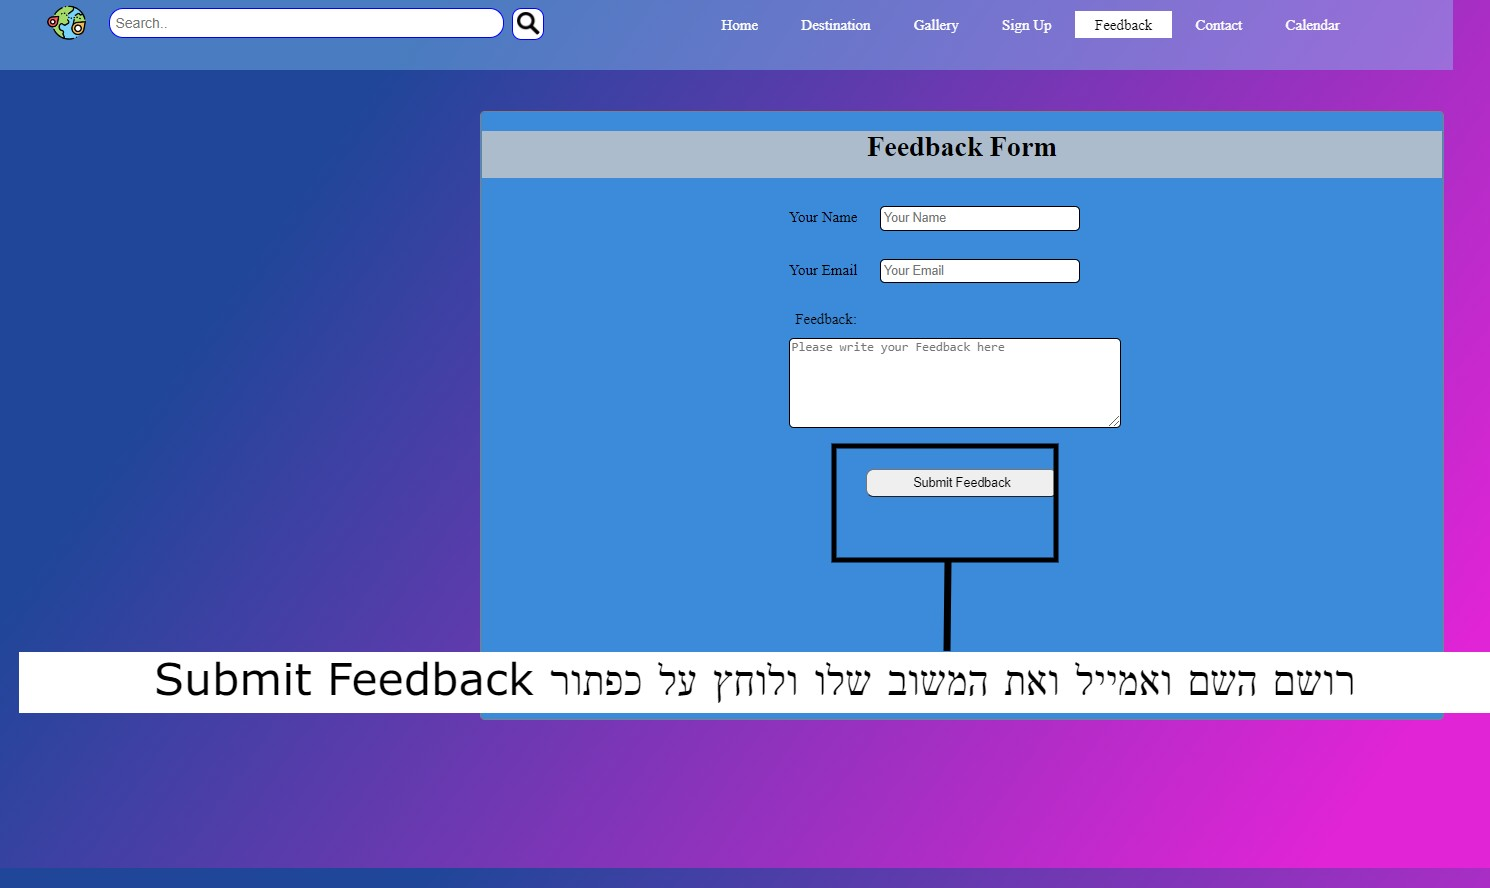 Search..
Home Destination Gallery Sign Up Feedback Contact Calendar
Feedback Form
Your Name Your Name
Your Email Your Email
Feedback:
Please write your Feedback here
Submit Feedback
רושם השם ואמייל ואת המשוב שלו ולוחץ על כפתור Submit Feedback